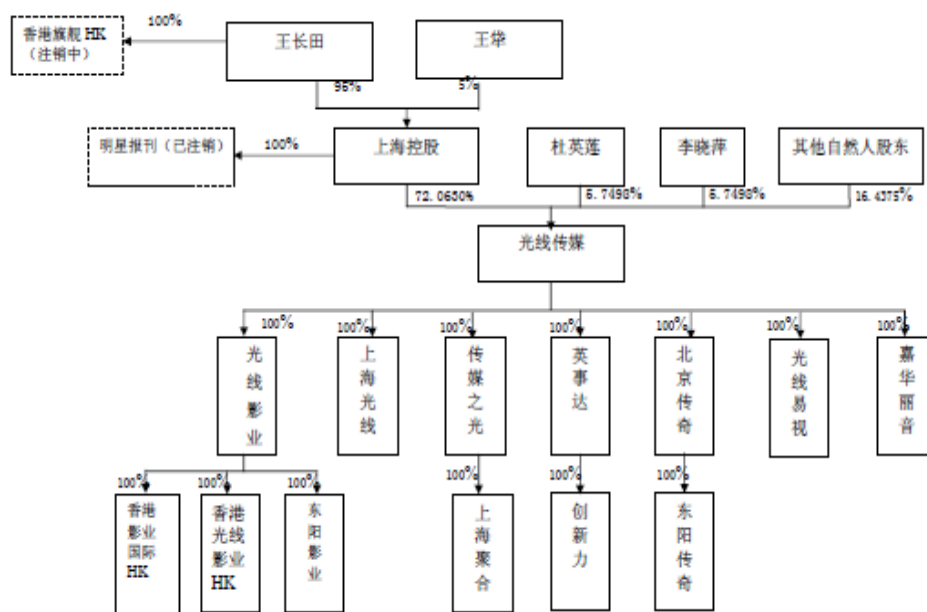 香港旗舰 HK
（注销中）
100%
王长田
王牮
95%
5%
明星报刊（已注销）
100%
上海控股
杜英莲
李晓萍
其他自然人股东
72.0630%
5.7498%
5.7498%
16.4375%
光线传媒
100%
100%
100%
100%
100%
100%
100%
光线影业
上海光线
传媒之光
英事达
北京传奇
光线易视
嘉华丽音
100%
100%
100%
100%
100%
100%
香港
影业
国际
HK
香港
光线
影业
HK
东阳影业
上海聚合
创新力
东阳传奇